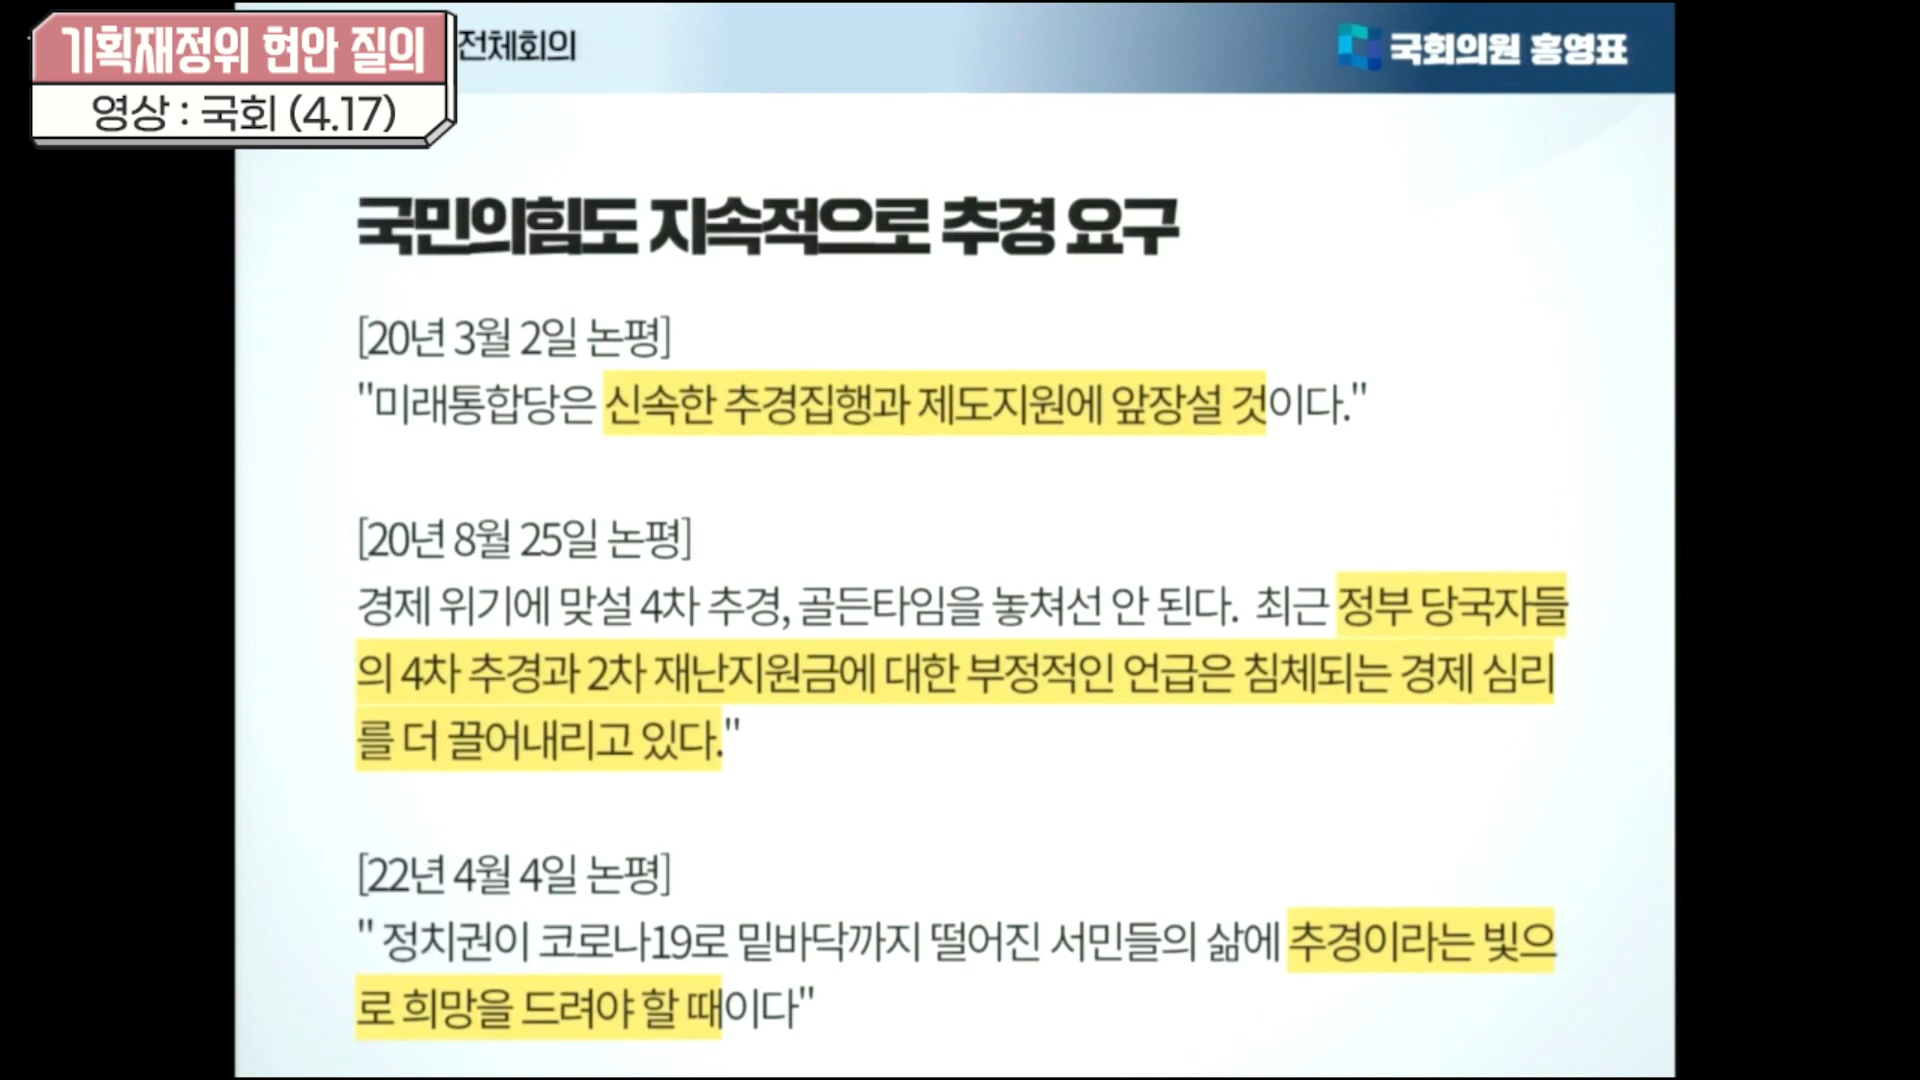 기획재정위 현안 질의
영상 : 국회 (4.17)
전체회의
국회의원 홍영표
국민의힘도 지속적으로 추경 요구
[20년 3월 2일 논평]
"미래통합당은 신속한 추경집행과 제도지원에 앞장설 것이다."
[20년 8월 25일 논평]
경제 위기에 맞설 4차 추경, 골든타임을 놓쳐선 안 된다. 최근 정부 당국자들
의 4차 추경과 2차 재난지원금에 대한 부정적인 언급은 침체되는 경제 심리
를 더 끌어내리고 있다."
[22년 4월 4일 논평]
" 정치권이 코로나19로 밑바닥까지 떨어진 서민들의 삶에 추경이라는 빛으
로 희망을 드려야 할 때이다"